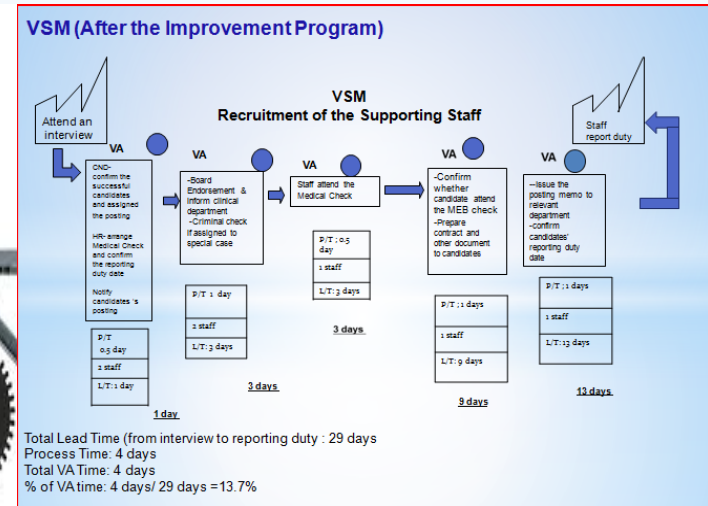 VSM (After the Improvement Program)
VSM
Recruitment of the Supporting Staff
Attend an
interview
Staff
report duty
VA
CND-
confirm the
successful
candidates
and assigned
the posting
HR- arrange
Medical Check
and confirm
the reporting
duty date
Notify
candidates 's
posting
P/T
0.5 day
2 staff
L/T: 1 day
1 day
VA
-Board
Endorsement &
inform clinical
department
-Criminal check
if assigned to
special case
P/T 1 day
2 staff
L/T: 3 days
3 days
VA
Staff attend the
Medical Check
P/T : 0.5
day
1 staff
L/T: 3 days
3 days
VA
-Confirm
whether
candidate attend
the MEB check
-Prepare
contract and
other document
to candidates
P/T ; 1 days
1 staff
L/T: 9 days
9 days
VA
—Issue the
posting memo to
relevant
department
-confirm
candidates'
reporting duty
date
P/T ; 1 days
1 staff
L/T: 13 days
13 days
Total Lead Time (from interview to reporting duty : 29 days
Process Time: 4 days
Total VA Time: 4 days
% of VA time: 4 days/ 29 days =13.7%